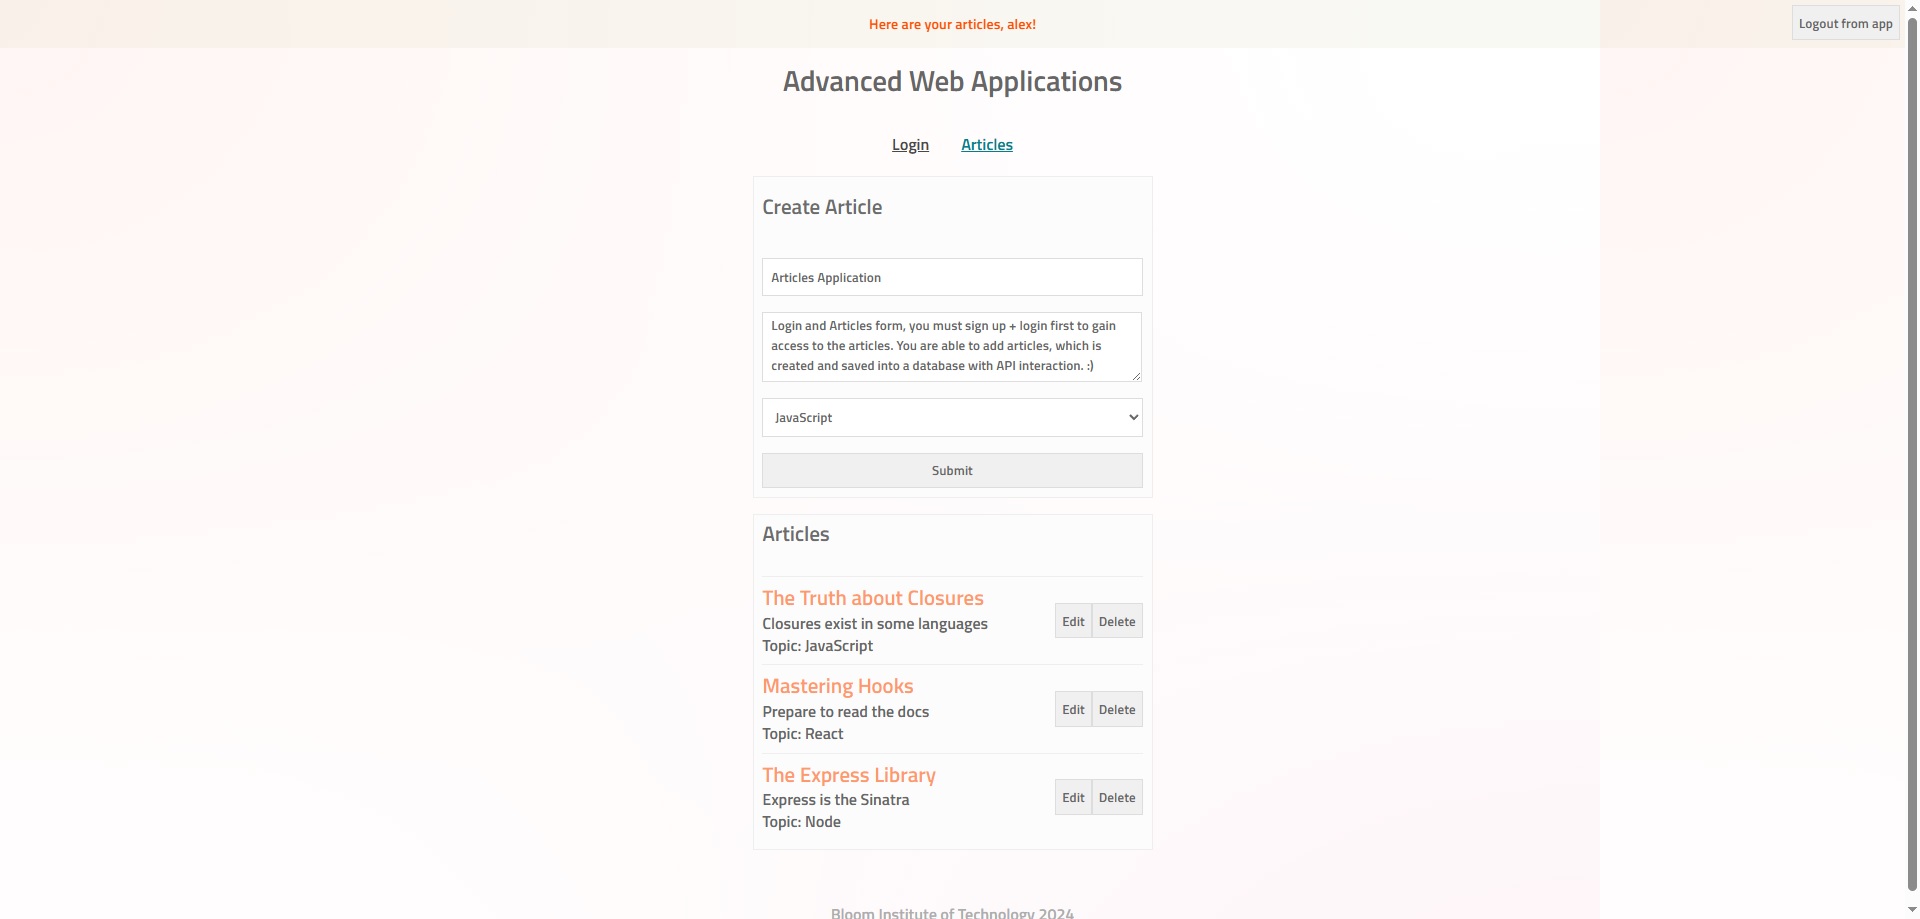 Here are your articles, alex!
Logout from app
Advanced Web Applications
Login
Articles
Create Article
Articles Application
Login and Articles form, you must sign up + login first to gain
access to the articles. You are able to add articles, which is
created and saved into a database with API interaction. :)
JavaScript
Submit
Articles
The Truth about Closures
Closures exist in some languages
Topic: JavaScript
Edit
Delete
Mastering Hooks
Prepare to read the docs
Topic: React
Edit
Delete
The Express Library
Express is the Sinatra
Topic: Node
Edit
Delete
Bloom Institute of Technology 2024